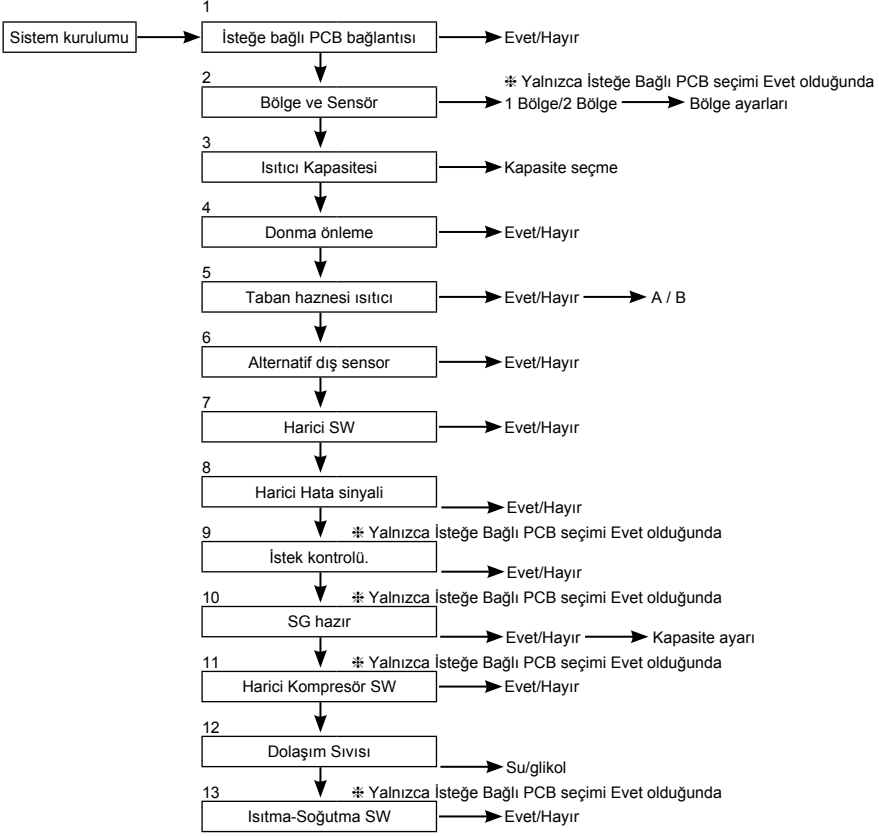 1
Sistem kurulumu İsteğe bağlı PCB bağlantısı Evet/Hayır
2
❈ Yalnızca İsteğe Bağlı PCB seçimi Evet olduğunda
Bölge ve Sensör 1 Bölge/2 Bölge Bölge ayarları
3
Isıtıcı Kapasitesi Kapasite seçme
4
Donma önleme Evet/Hayır
5
Taban haznesi ısıtıcı Evet/Hayır A / B
6
Alternatif dış sensor Evet/Hayır
7
Harici SW Evet/Hayır
8
Harici Hata sinyali
Evet/Hayır
9 ❈ Yalnızca İsteğe Bağlı PCB seçimi Evet olduğunda
İstek kontrolü.
Evet/Hayır
10 ❈ Yalnızca İsteğe Bağlı PCB seçimi Evet olduğunda
SG hazır
Evet/Hayır Kapasite ayarı
11 ❈ Yalnızca İsteğe Bağlı PCB seçimi Evet olduğunda
Harici Kompresör SW Evet/Hayır
12
Dolaşım Sıvısı
Su/glikol
13 ❈ Yalnızca İsteğe Bağlı PCB seçimi Evet olduğunda
Isıtma-Soğutma SW Evet/Hayır